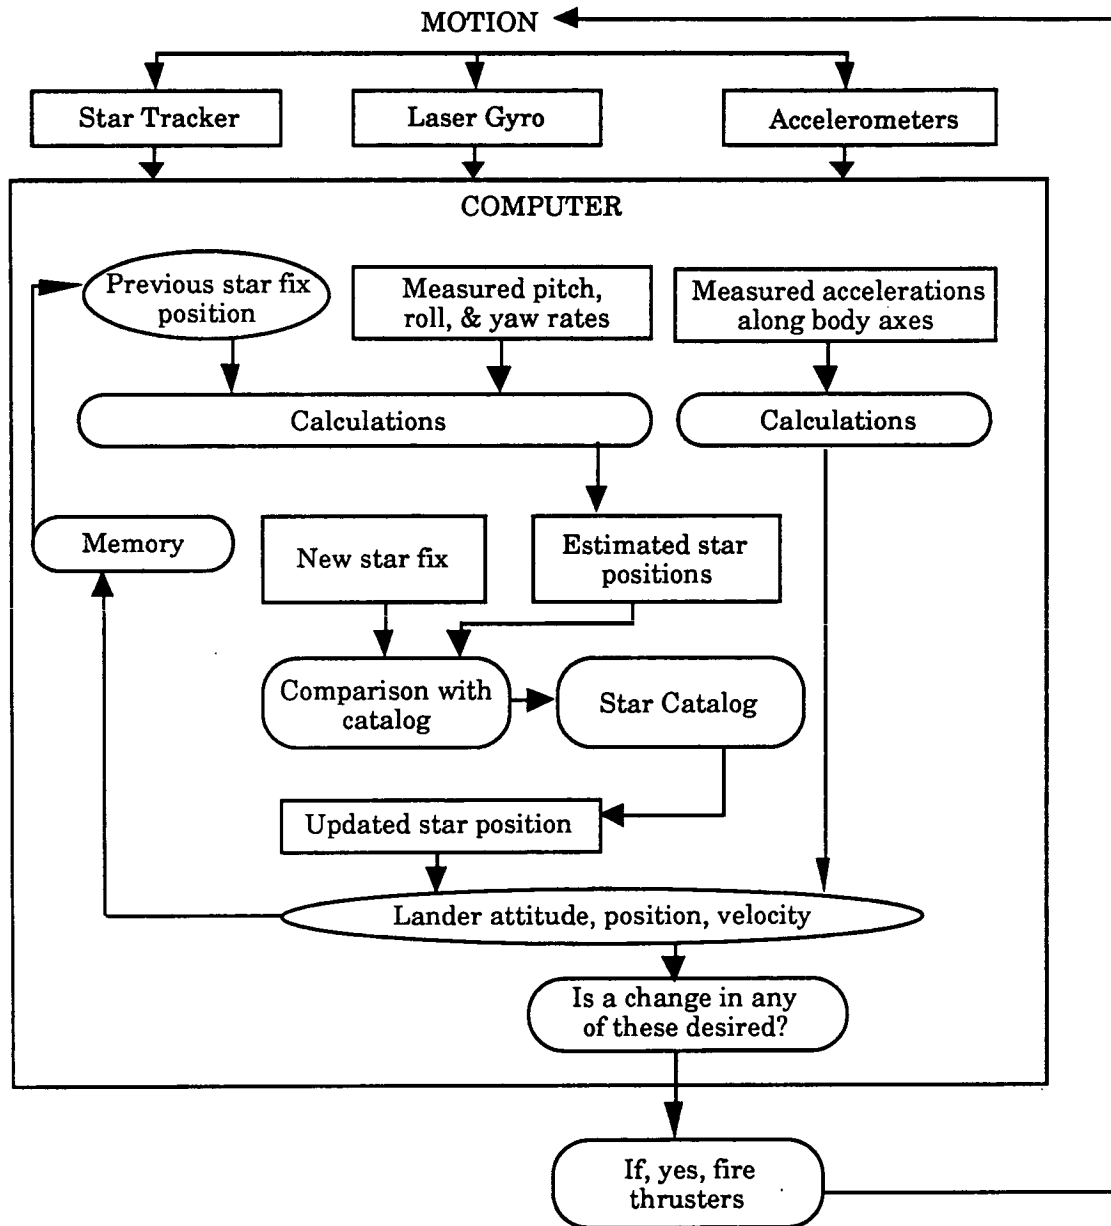 MOTION
Star Tracker
Laser Gyro
Accelerometers
COMPUTER
Previous star fix
position
Measured pitch,
roll, & yaw rates
Measured accelerations
along body axes
Calculations
Calculations
Memory
New star fix
Estimated star
positions
Comparison with
catalog
Star Catalog
Updated star position
Lander attitude, position, velocity
Is a change in any
of these desired?
If, yes, fire
thrusters